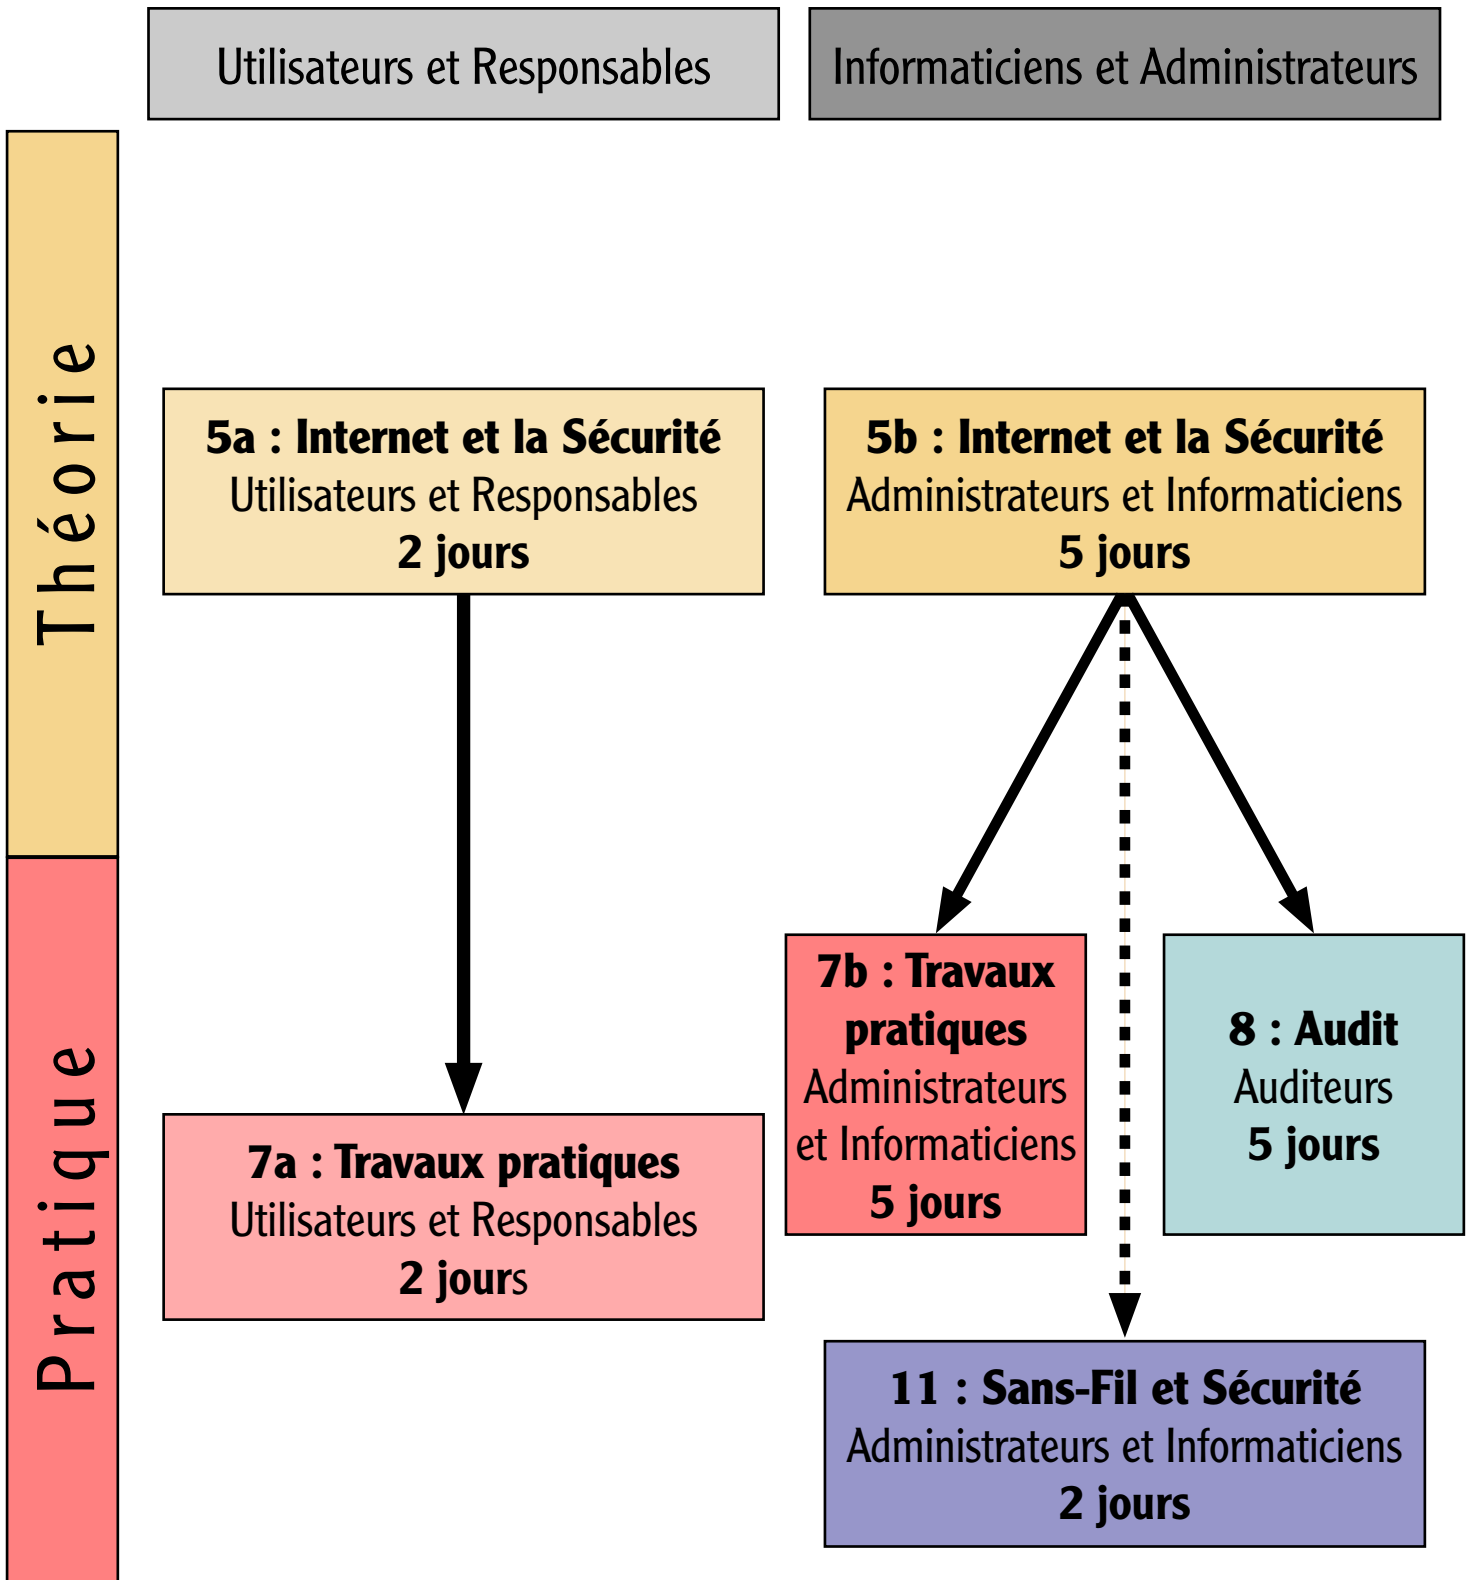 Utilisateurs et Responsables
Informaticiens et Administrateurs
Théorie
5a : Internet et la Sécurité
Utilisateurs et Responsables
2 jours
5b : Internet et la Sécurité
Administrateurs et Informaticiens
5 jours
Pratique
7a : Travaux pratiques
Utilisateurs et Responsables
2 jours
7b : Travaux
pratiques
Administrateurs
et Informaticiens
5 jours
8 : Audit
Auditeurs
5 jours
11 : Sans-Fil et Sécurité
Administrateurs et Informaticiens
2 jours